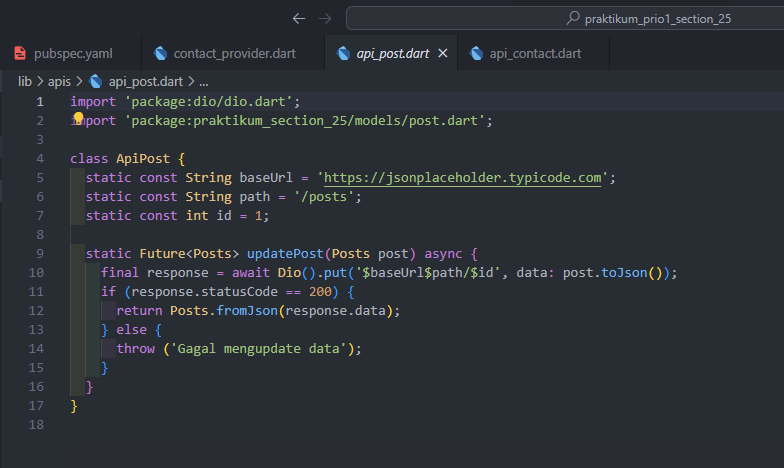 praktikum_prio1_section_25
pubspec.yaml contact_provider.dart api_post.dart api_contact.dart
lib > apis > api_post.dart > ...
1 import 'package:dio/dio.dart';
2 import 'package:praktikum_section_25/models/post.dart';
3
4 class ApiPost {
5 static const String baseUrl = 'https://jsonplaceholder.typicode.com';
6 static const String path = '/posts';
7 static const int id = 1;
8
9 static Future<Posts> updatePost(Posts post) async {
10 final response = await Dio().put('$baseUrl$path/$id', data: post.toJson());
11 if (response.statusCode == 200) {
12 return Posts.fromJson(response.data);
13 } else {
14 throw ('Gagal mengupdate data');
15 }
16 }
17 }
18